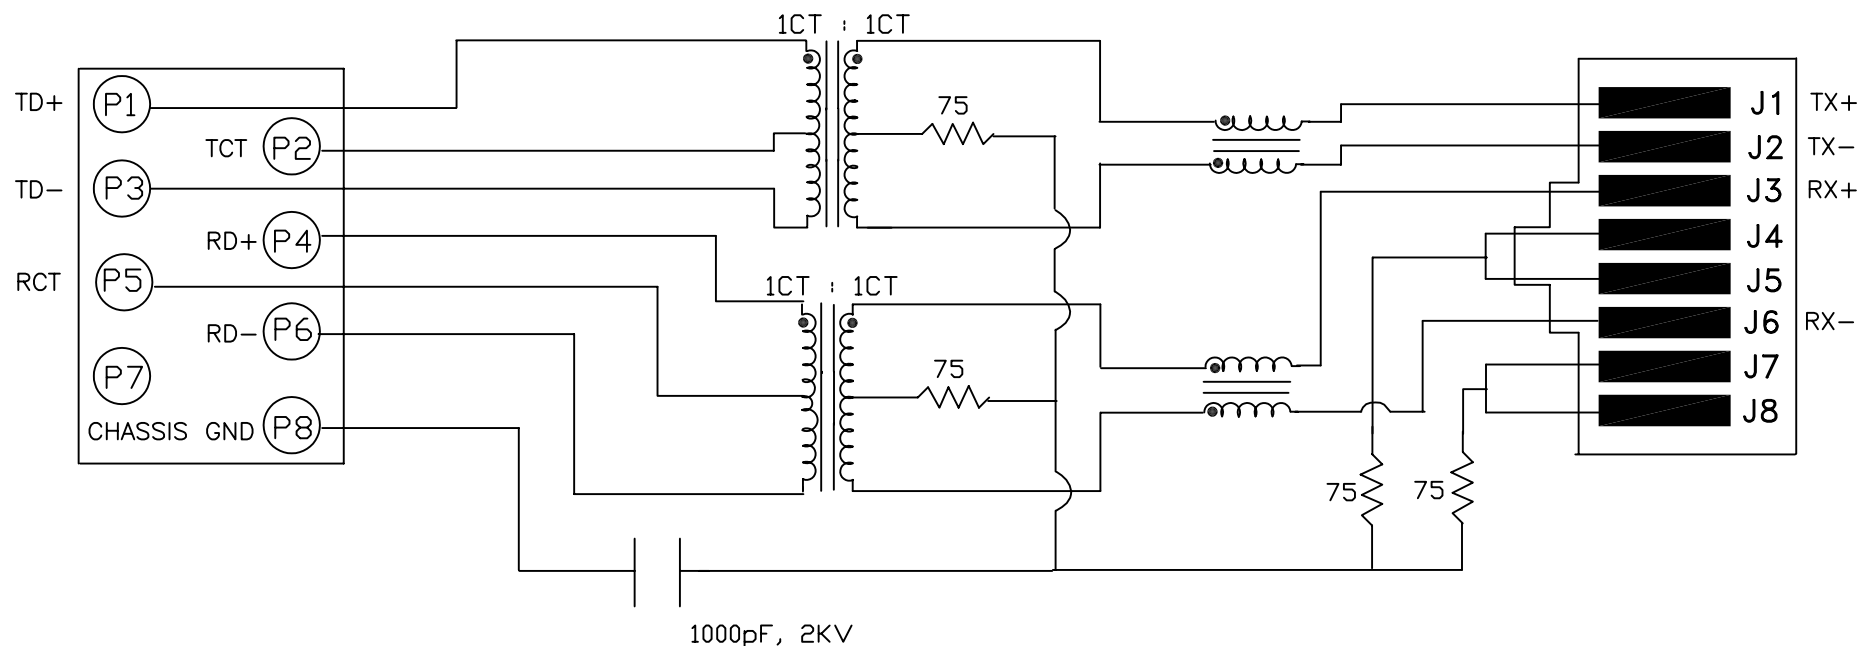 1CT : 1CT
TD+ P1
TCT P2
TD- P3
RD+ P4
RCT P5
RD- P6
P7
CHASSIS GND P8
75
1CT : 1CT
75
J1 TX+
J2 TX-
J3 RX+
J4
J5
J6 RX-
J7
J8
75 75
1000pF, 2KV